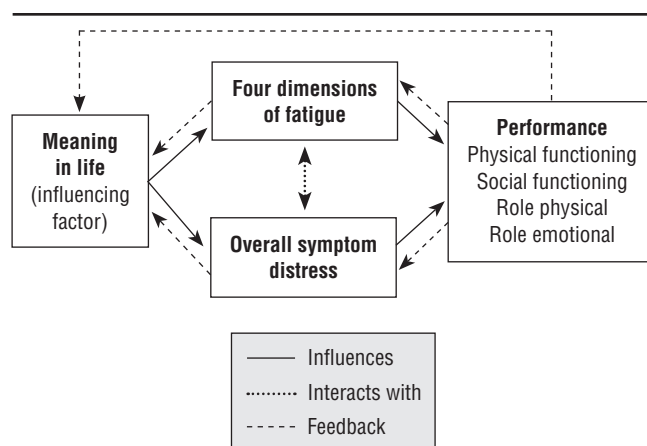 Four dimensions
of fatigue
Meaning
in life
(influencing
factor)
Performance
Physical functioning
Social functioning
Role physical
Role emotional
Overall symptom
distress
Influences
Interacts with
Feedback